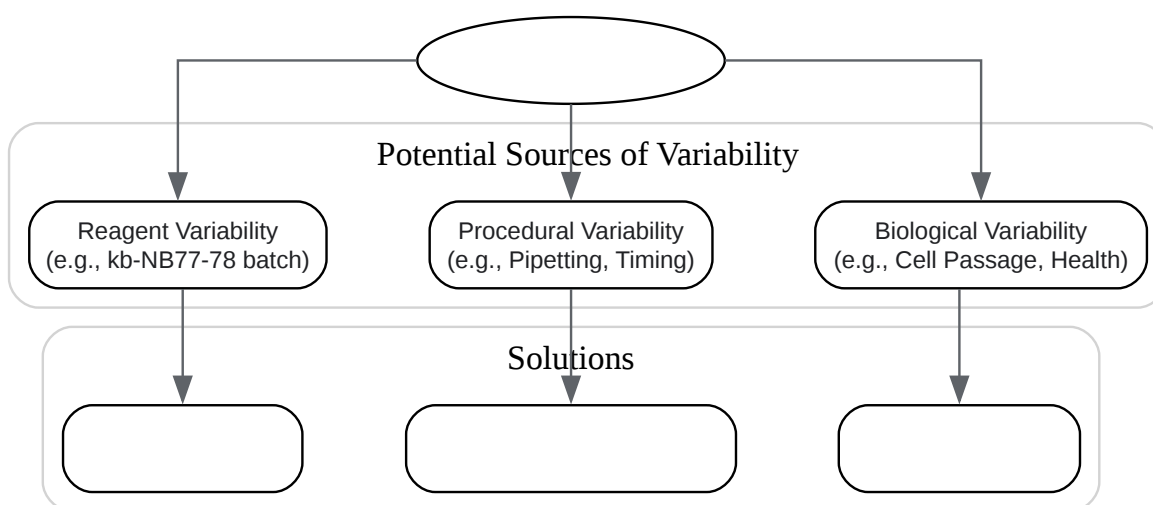 Potential Sources of Variability
Reagent Variability
(e.g., kb-NB77-78 batch)
Procedural Variability
(e.g., Pipetting, Timing)
Biological Variability
(e.g., Cell Passage, Health)
Solutions